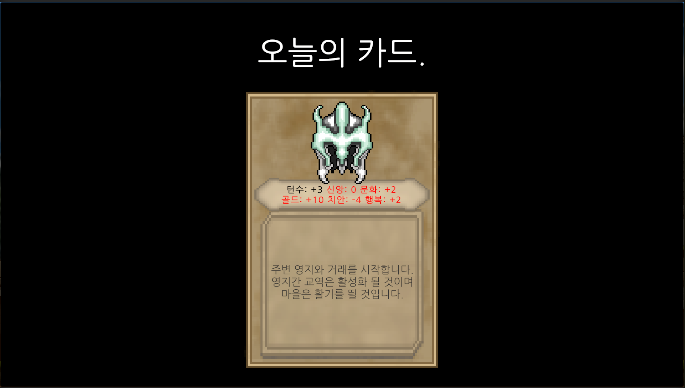 오늘의 카드.
턴수: +3 신앙: 0 문화: +2
골드: +10 치안: -4 행복: +2
주변 영지와 거래를 시작합니다.
영지간 교역은 활성화 될 것이며
마을은 활기를 띌 것입니다.